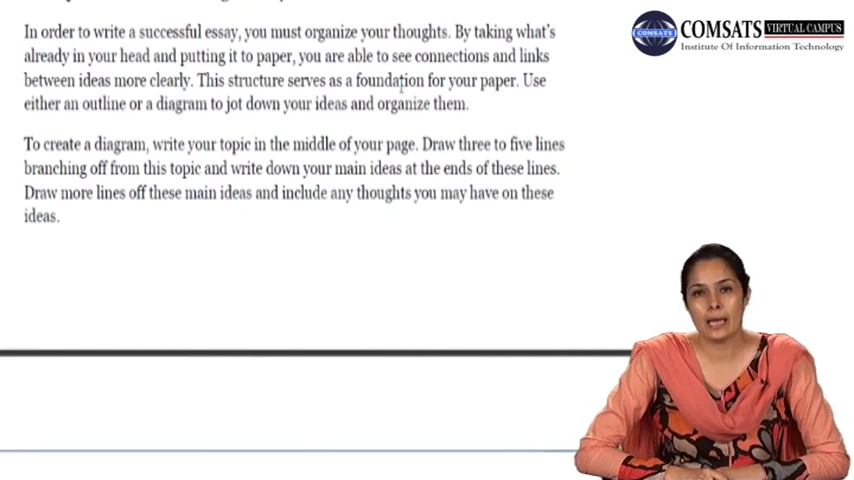 In order to write a successful essay, you must organize your thoughts. By taking what's
already in your head and putting it to paper, you are able to see connections and links
between ideas more clearly. This structure serves as a foundation for your paper. Use
either an outline or a diagram to jot down your ideas and organize them.
To create a diagram, write your topic in the middle of your page. Draw three to five lines
branching off from this topic and write down your main ideas at the ends of these lines.
Draw more lines off these main ideas and include any thoughts you may have on these
ideas.
COMSATS VIRTUAL CAMPUS
Institute Of Information Technology
COMSATS